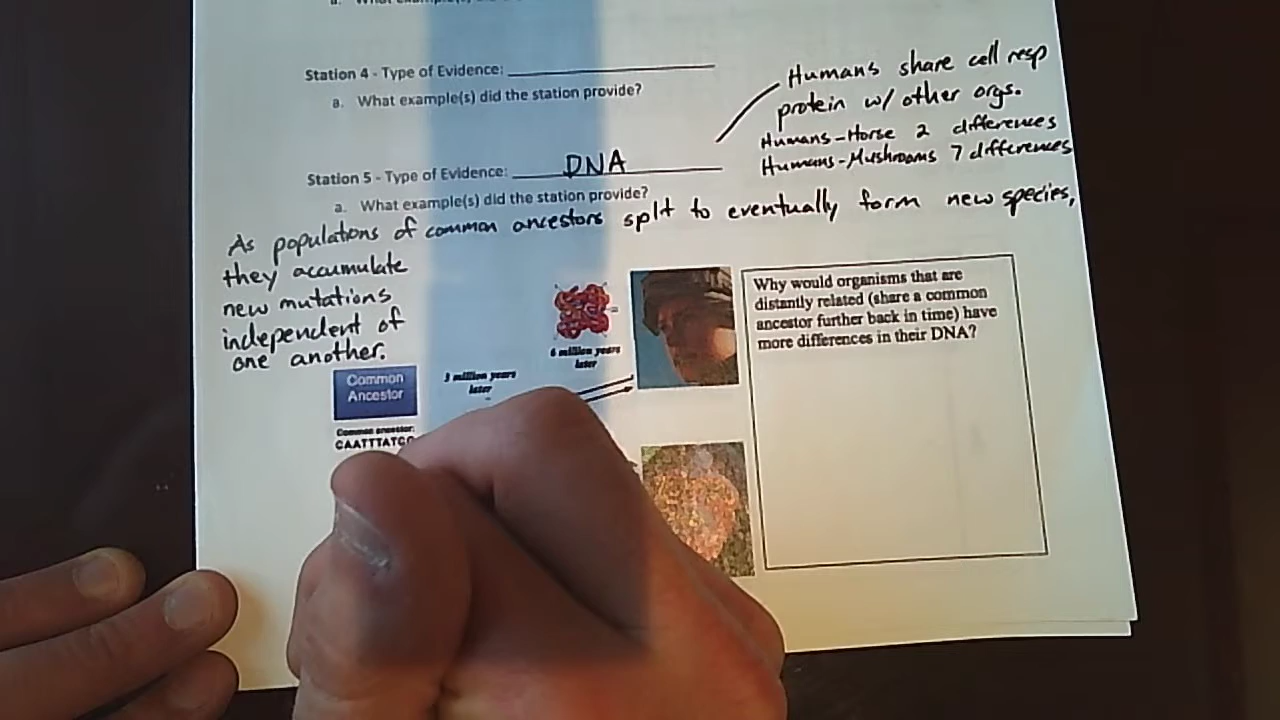 Station 4 - Type of Evidence:
a. What example(s) did the station provide?
Humans share cell resp
protein w/ other orgs.
Humans-Horse 2 differences
Humans-Mushrooms 7 differences
Station 5 - Type of Evidence: DNA
a. What example(s) did the station provide?
As populations of common ancestors split to eventually form new species,
they accumulate
new mutations
independent of
one another.
Common
Ancestor
Common ancestor:
CAATTTATCG
3 million years
later
6 million years
later
Why would organisms that are
distantly related (share a common
ancestor further back in time) have
more differences in their DNA?